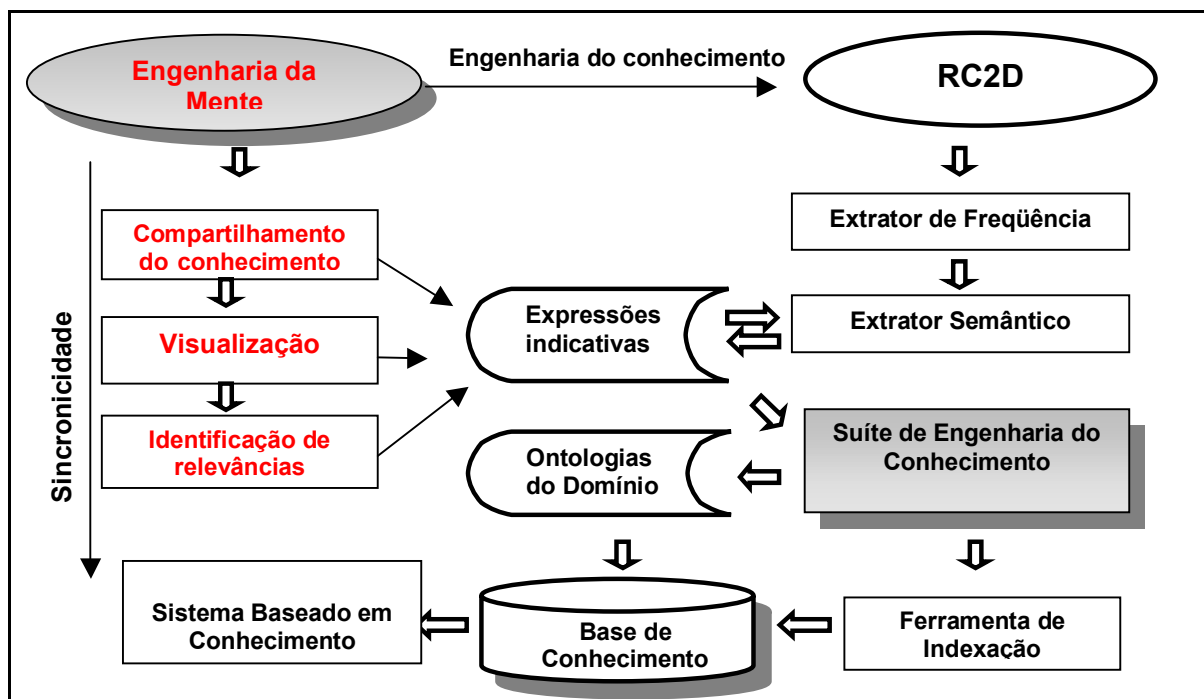 Engenharia da
Mente
Engenharia do conhecimento
RC2D
Compartilhamento
do conhecimento
Extrator de Freqüência
Visualização
Expressões
indicativas
Extrator Semântico
Identificação de
relevâncias
Ontologias
do Domínio
Suíte de Engenharia do
Conhecimento
Sincronicidade
Sistema Baseado em
Conhecimento
Base de
Conhecimento
Ferramenta de
Indexação